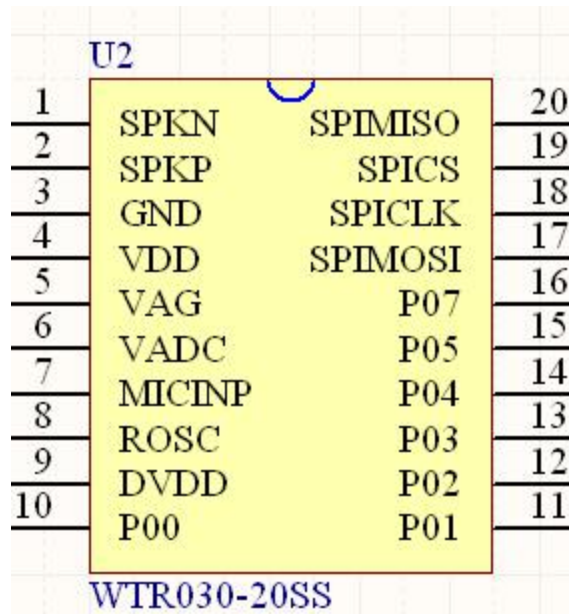 U2
1 SPKN SPIMISO 20
2 SPKP SPICS 19
3 GND SPICLK 18
4 VDD SPIMOSI 17
5 VAG P07 16
6 VADC P05 15
7 MICINP P04 14
8 ROSC P03 13
9 DVDD P02 12
10 P00 P01 11
WTR030-20SS